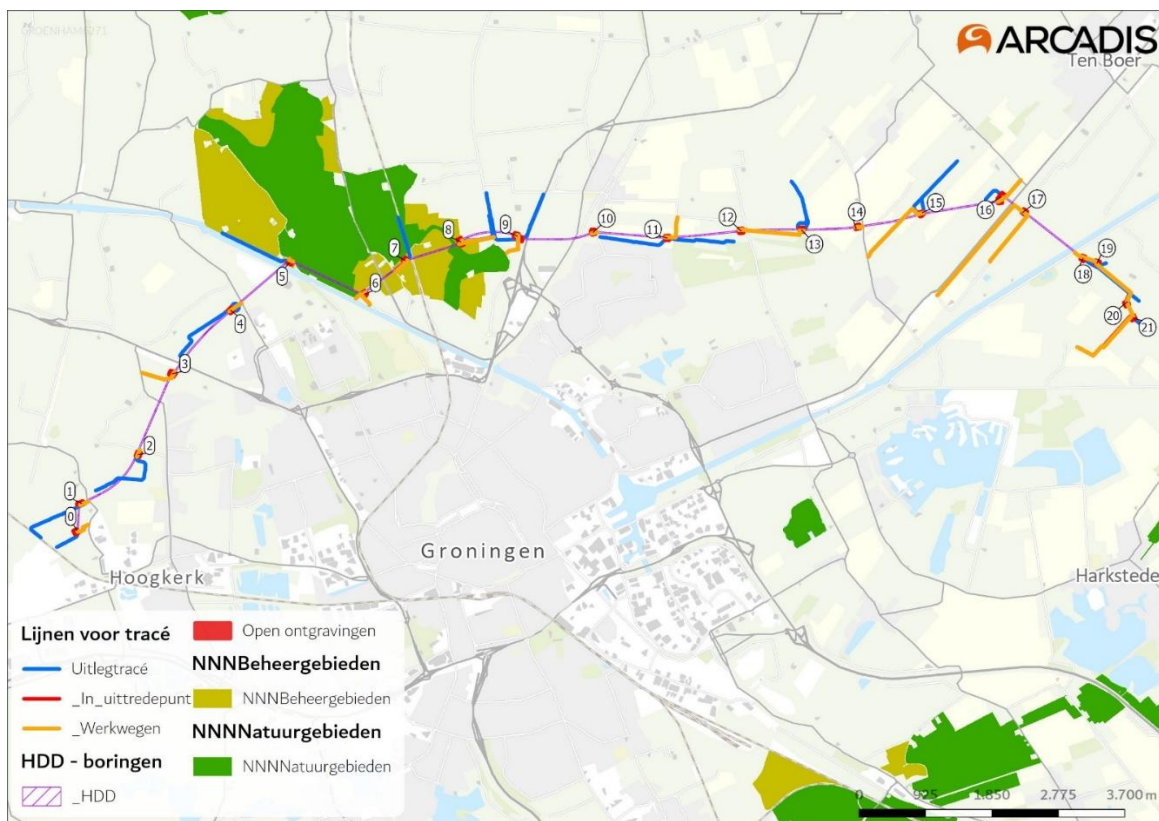 GROENHAM6271
ARCADIS
Ten Boer
16
17
15
14
13
12
11
10
9
8
7
6
5
19
18
4
20
21
3
2
1
0
Groningen
Hoogkerk
Harkstede
Lijnen voor tracé
Uitlegtracé
_In_uittredepunt
_Werkwegen
HDD - boringen
_HDD
Open ontgravingen
NNNBeheergebieden
NNNBeheergebieden
NNNNatuurgebieden
NNNNatuurgebieden
0 925 1.850 2.775 3.700 m